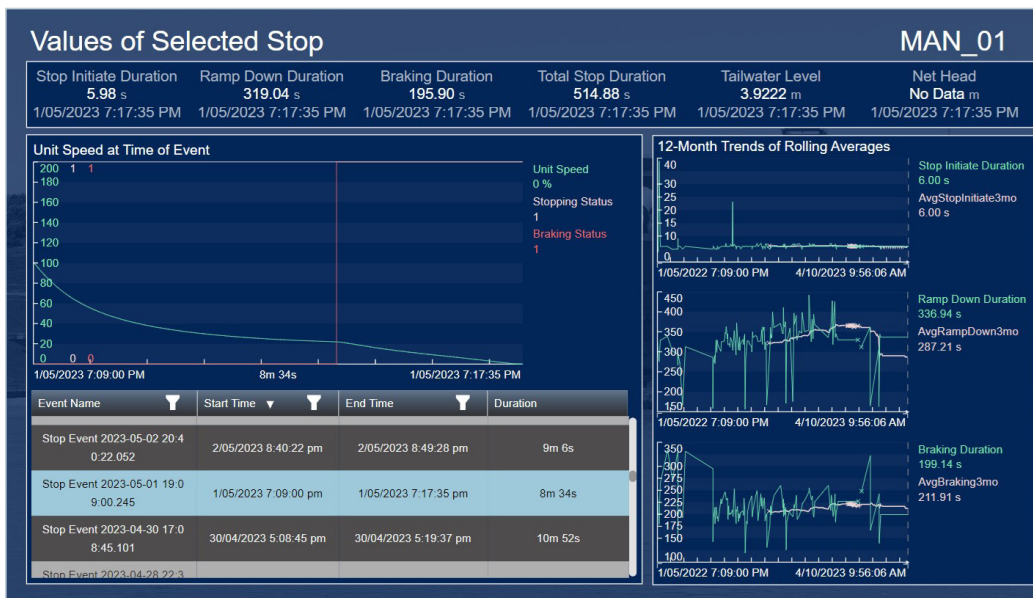 Values of Selected Stop
MAN_01
Stop Initiate Duration
5.98 s
1/05/2023 7:17:35 PM
Ramp Down Duration
319.04 s
1/05/2023 7:17:35 PM
Braking Duration
195.90 s
1/05/2023 7:17:35 PM
Total Stop Duration
514.88 s
1/05/2023 7:17:35 PM
Tailwater Level
3.9222 m
1/05/2023 7:17:35 PM
Net Head
No Data m
1/05/2023 7:17:35 PM
Unit Speed at Time of Event
200 1 1
180
160
140
120
100
80
60
40
20
0 0 0
1/05/2023 7:09:00 PM
8m 34s
1/05/2023 7:17:35 PM
Unit Speed
0 %
Stopping Status
1
Braking Status
1
Event Name
Start Time ▼
End Time
Duration
Stop Event 2023-05-02 20:4
0:22.052
2/05/2023 8:40:22 pm
2/05/2023 8:49:28 pm
9m 6s
Stop Event 2023-05-01 19:0
9:00.245
1/05/2023 7:09:00 pm
1/05/2023 7:17:35 pm
8m 34s
Stop Event 2023-04-30 17:0
8:45.101
30/04/2023 5:08:45 pm
30/04/2023 5:19:37 pm
10m 52s
Stop Event 2023-04-28 22:3
12-Month Trends of Rolling Averages
40
30
20
15
10
0
1/05/2022 7:09:00 PM
4/10/2023 9:56:06 AM
Stop Initiate Duration
6.00 s
AvgStopInitiate3mo
6.00 s
450
400
350
300
250
200
150
1/05/2022 7:09:00 PM
4/10/2023 9:56:06 AM
Ramp Down Duration
336.94 s
AvgRampDown3mo
287.21 s
350
300
275
250
225
200
175
150
100
1/05/2022 7:09:00 PM
4/10/2023 9:56:06 AM
Braking Duration
199.14 s
AvgBraking3mo
211.91 s